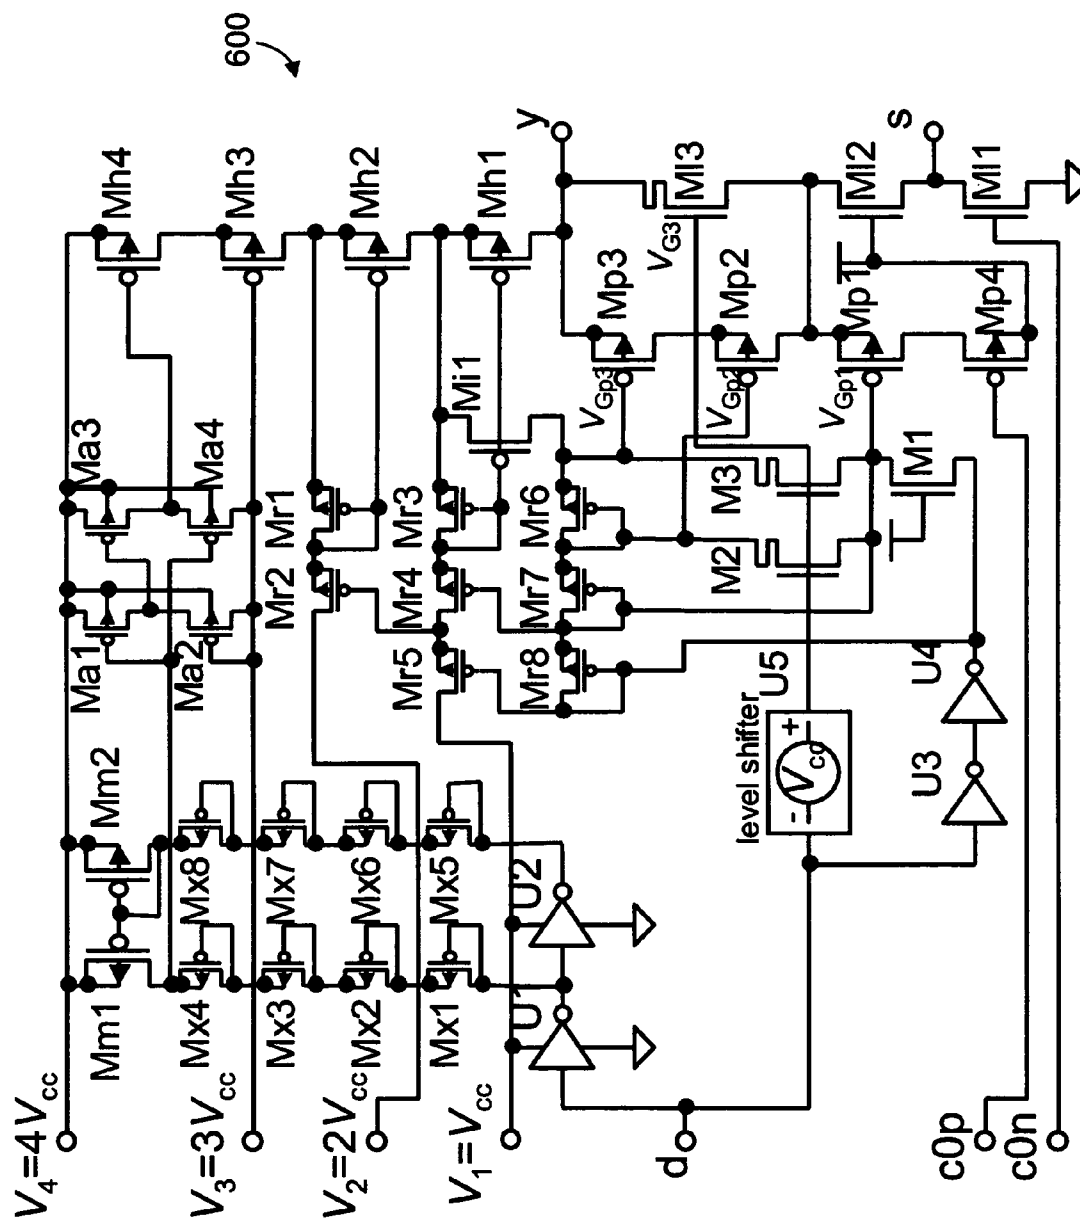 600
V4=4Vcc
V3=3Vcc
V2=2Vcc
V1=Vcc
d
c0p
c0n
y
s
Mh4
Mh3
Mh2
Mh1
Ma3
Ma4
Ma1
Ma2
Mm1
Mm2
Mx4
Mx8
Mx3
Mx7
Mx2
Mx6
Mx1
Mx5
Mr1
Mr2
Mr3
Mr4
Mr5
Mr6
Mr7
Mr8
Mi1
U1
U2
Mp3
Mp2
Mp1
Mp4
VGp3
VGp2
VGp1
VG3
Ml3
Ml2
Ml1
M3
M2
M1
level shifter
U5
- Vcc +
U3
U4